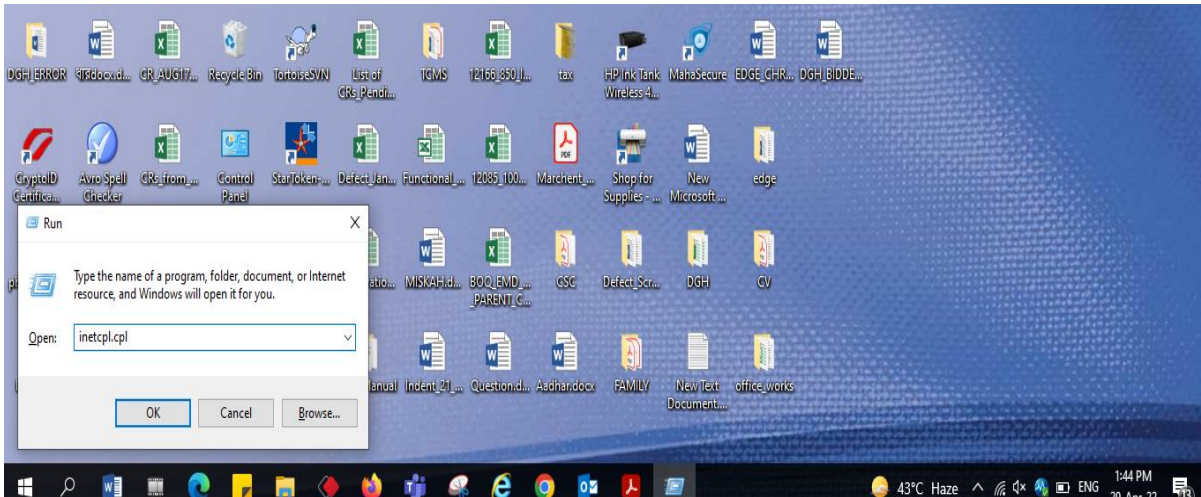 DGH_ERROR
CR_AUG17...
Recycle Bin
TortoiseSVN
List of
CRs_Pendi...
TCMS
12166_850_I...
tax
HP Ink Tank
Wireless 4...
MahaSecure
EDGE_CHR...
DGH_BIDDE...
CryptoID
Certifica...
Avro Spell
Checker
CRs_from_...
Control
Panel
StarToken-...
Defect_Jan...
Functional_...
12085_100...
Marchent_...
Shop for
Supplies - ...
New
Microsoft ...
edge
Run
Type the name of a program, folder, document, or Internet
resource, and Windows will open it for you.
Open: inetcpl.cpl
OK Cancel Browse...
MISKAH.d...
BOQ_EMD_...
_PARENT_C...
CSC
Defect_Scr...
DGH
CV
anual
Indent_21_...
Question.d...
Aadhar.docx
FAMILY
New Text
Document....
office_works
43°C Haze ENG 1:44 PM